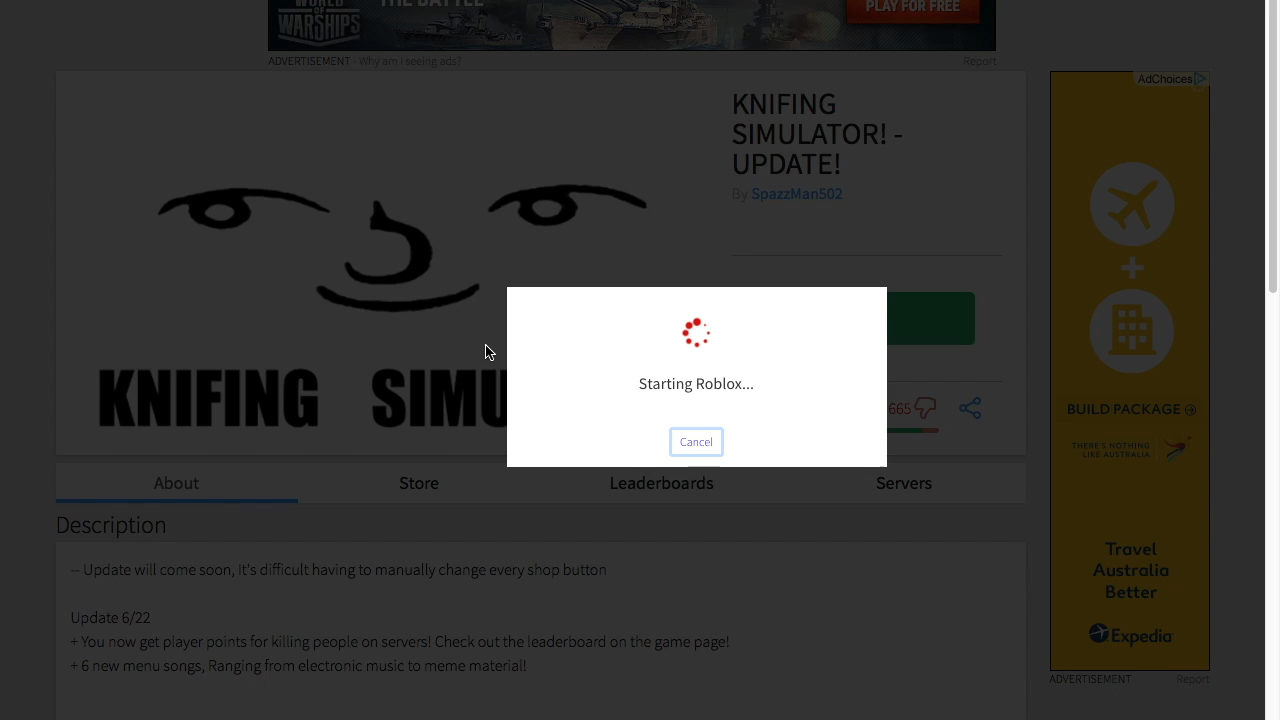 WORLD OF
WARSHIPS
THE BATTLE
PLAY FOR FREE
ADVERTISEMENT - Why am I seeing ads?
Report
AdChoices
KNIFING
SIMULATOR! -
UPDATE!
By SpazzMan502
KNIFING SIMU
Starting Roblox...
Cancel
665
BUILD PACKAGE
THERE'S NOTHING
LIKE AUSTRALIA
About
Store
Leaderboards
Servers
Description
-- Update will come soon, It's difficult having to manually change every shop button
Update 6/22
+ You now get player points for killing people on servers! Check out the leaderboard on the game page!
+ 6 new menu songs, Ranging from electronic music to meme material!
Travel
Australia
Better
Expedia
ADVERTISEMENT
Report